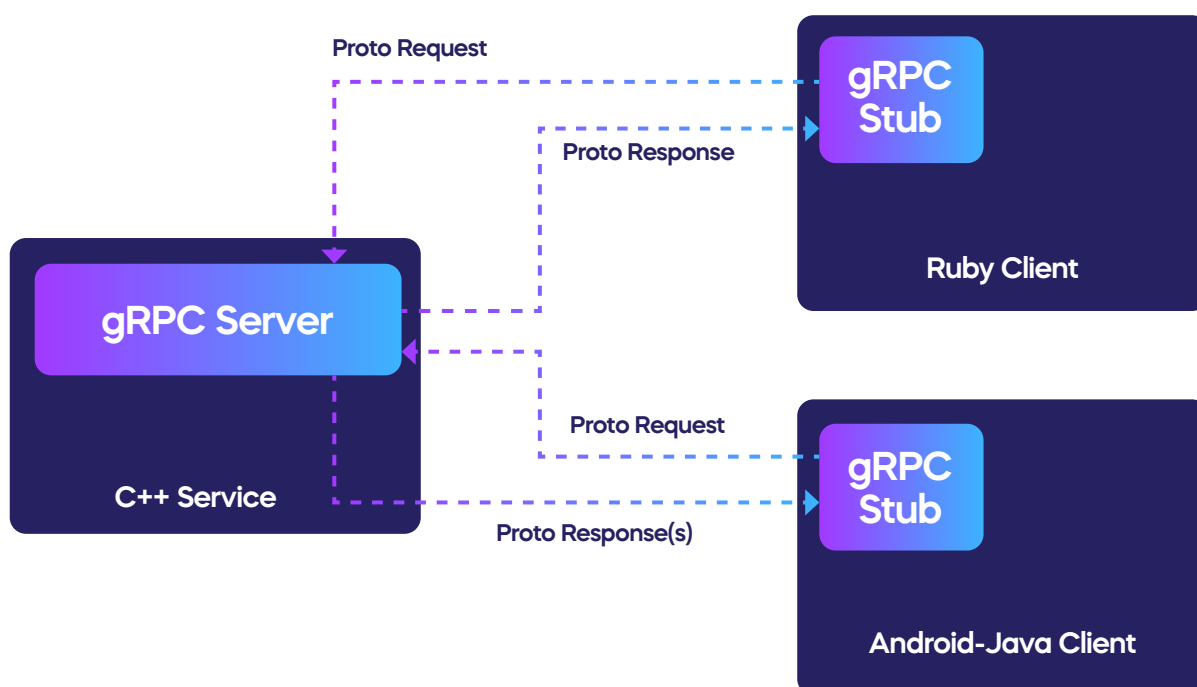 Proto Request
gRPC
Stub
Proto Response
Ruby Client
gRPC Server
C++ Service
Proto Request
gRPC
Stub
Proto Response(s)
Android-Java Client